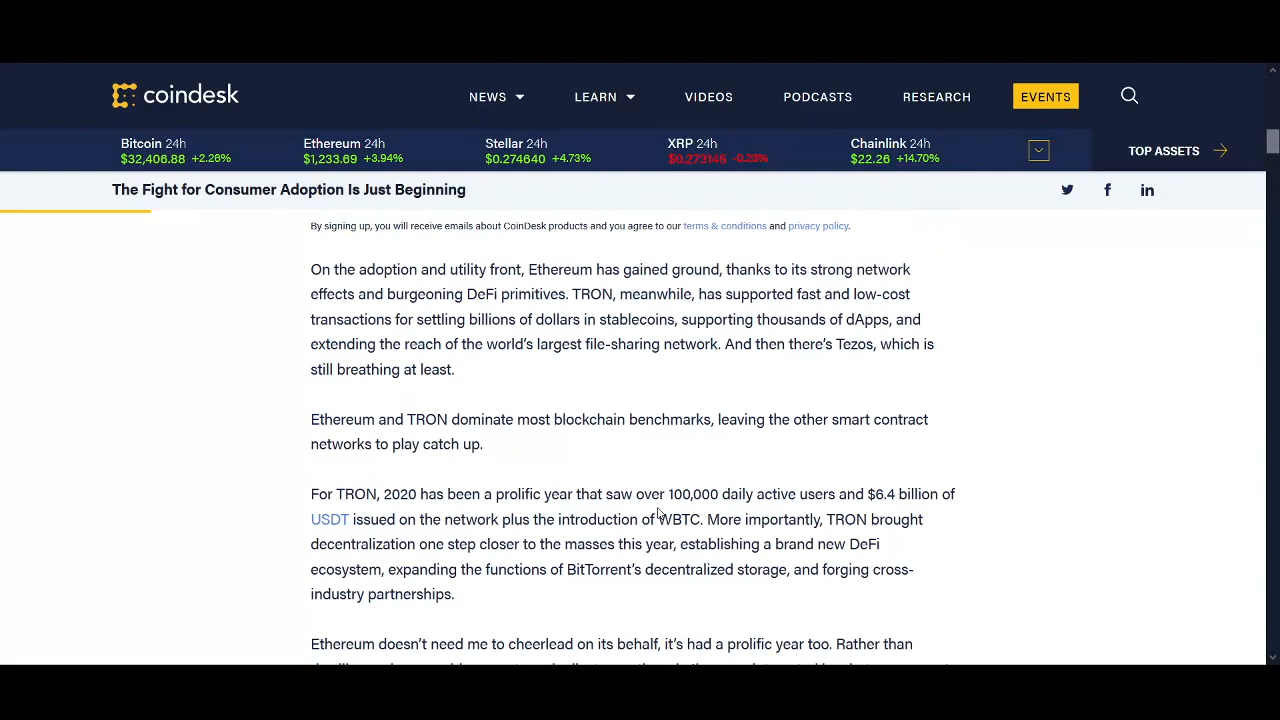 coindesk
NEWS
LEARN
VIDEOS
PODCASTS
RESEARCH
EVENTS
Bitcoin 24h
$32,406.88 +2.26%
Ethereum 24h
$1,233.69 +3.94%
Stellar 24h
$0.274640 +4.73%
XRP 24h
$0.273145 -0.23%
Chainlink 24h
$22.26 +14.70%
TOP ASSETS
The Fight for Consumer Adoption Is Just Beginning
By signing up, you will receive emails about CoinDesk products and you agree to our terms & conditions and privacy policy.
On the adoption and utility front, Ethereum has gained ground, thanks to its strong network
effects and burgeoning DeFi primitives. TRON, meanwhile, has supported fast and low-cost
transactions for settling billions of dollars in stablecoins, supporting thousands of dApps, and
extending the reach of the world's largest file-sharing network. And then there's Tezos, which is
still breathing at least.
Ethereum and TRON dominate most blockchain benchmarks, leaving the other smart contract
networks to play catch up.
For TRON, 2020 has been a prolific year that saw over 100,000 daily active users and $6.4 billion of
USDT issued on the network plus the introduction of WBTC. More importantly, TRON brought
decentralization one step closer to the masses this year, establishing a brand new DeFi
ecosystem, expanding the functions of BitTorrent's decentralized storage, and forging cross-
industry partnerships.
Ethereum doesn't need me to cheerlead on its behalf, it's had a prolific year too. Rather than